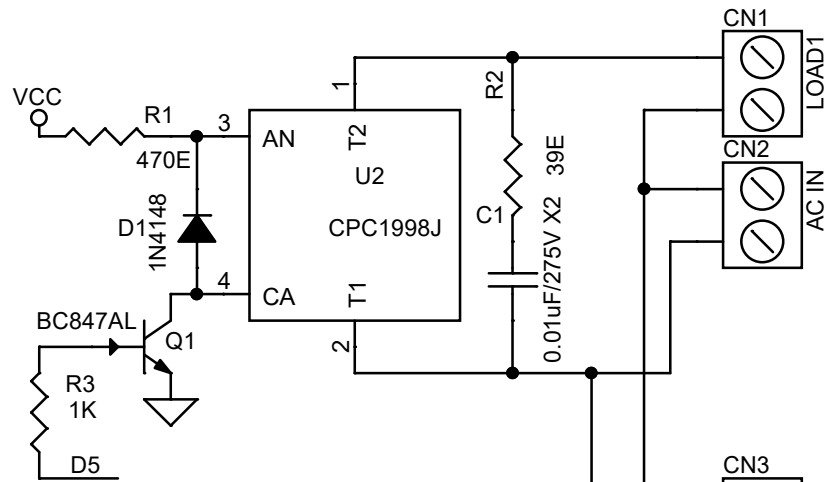 CN1
LOAD1
VCC
R1
470E
3
AN
1
T2
U2
CPC1998J
R2
39E
CN2
AC IN
D1
1N4148
C1
0.01uF/275V X2
4
CA
T1
2
BC847AL
Q1
R3
1K
D5
CN3